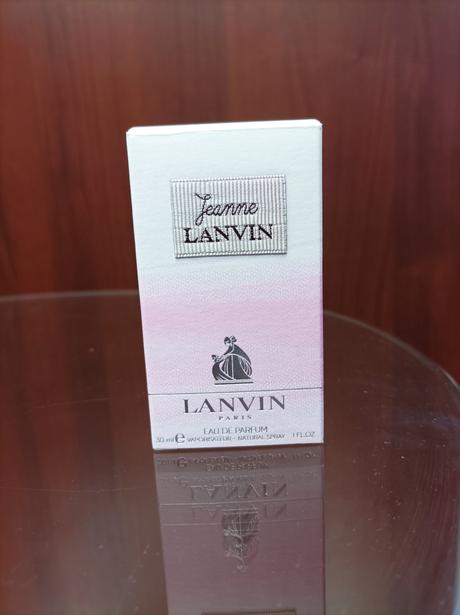 Jeanne
LANVIN
LANVIN
PARIS
EAU DE PARFUM
30 ml e VAPORISATEUR - NATURAL SPRAY 1 FL.OZ